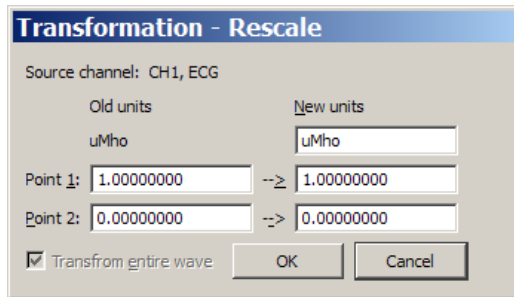 Transformation - Rescale
Source channel: CH1, ECG
Old units New units
uMho uMho
Point 1: 1.00000000 --> 1.00000000
Point 2: 0.00000000 --> 0.00000000
Transfrom entire wave OK Cancel